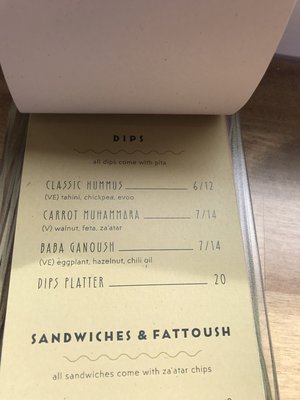 DIPS
all dips come with pita
CLASSIC HUMMUS 6/12
(VE) tahini, chickpea, evoo
CARROT MUHAMMARA 7/14
(V) walnut, feta, za'atar
BABA GANOUSH 7/14
(VE) eggplant, hazelnut, chili oil
DIPS PLATTER 20
SANDWICHES & FATTOUSH
all sandwiches come with za'atar chips